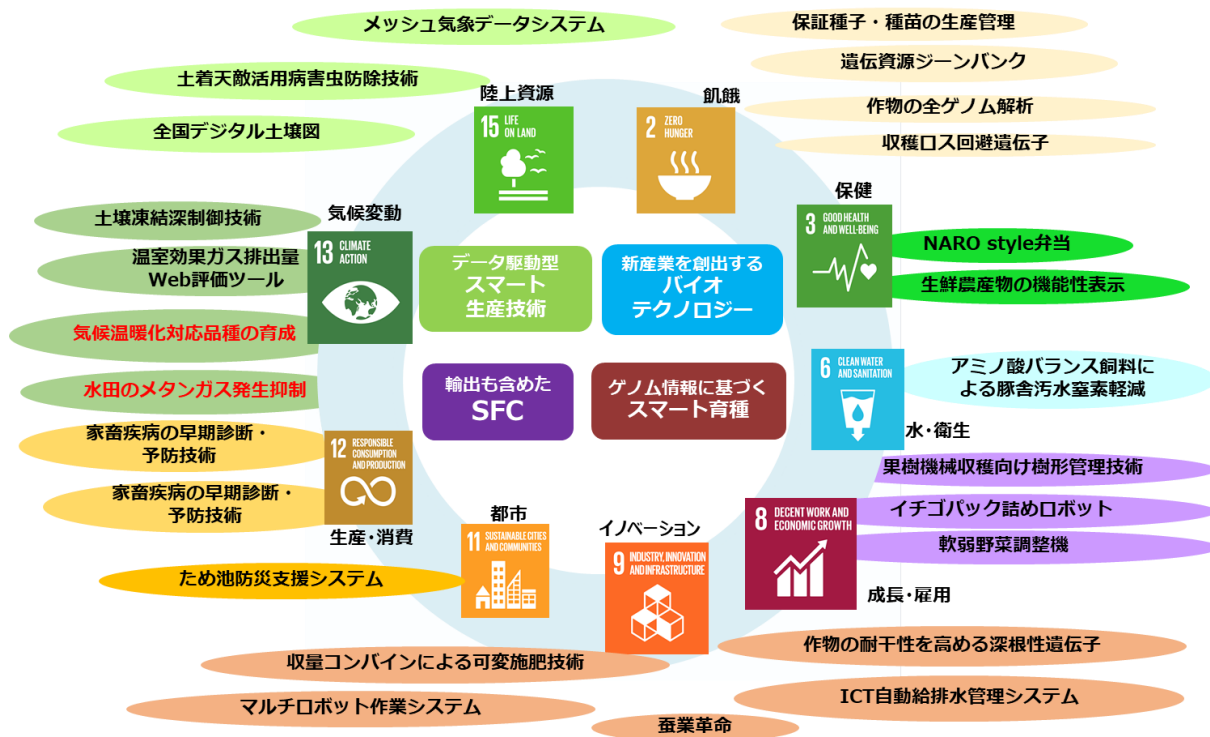 メッシュ気象データシステム
土着天敵活用病害虫防除技術
全国デジタル土壌図
陸上資源
15 LIFE
ON LAND
飢餓
2 ZERO
HUNGER
保証種子・種苗の生産管理
遺伝資源ジーンバンク
作物の全ゲノム解析
収穫ロス回避遺伝子
保健
3 GOOD HEALTH
AND WELL-BEING
NARO style弁当
生鮮農産物の機能性表示
土壌凍結深制御技術
温室効果ガス排出量
Web評価ツール
気候温暖化対応品種の育成
水田のメタンガス発生抑制
気候変動
13 CLIMATE
ACTION
データ駆動型
スマート
生産技術
新産業を創出する
バイオ
テクノロジー
輸出も含めた
SFC
ゲノム情報に基づく
スマート育種
6 CLEAN WATER
AND SANITATION
水・衛生
アミノ酸バランス飼料に
よる豚舎汚水窒素軽減
家畜疾病の早期診断・
予防技術
家畜疾病の早期診断・
予防技術
12 RESPONSIBLE
CONSUMPTION
AND PRODUCTION
生産・消費
果樹機械収穫向け樹形管理技術
イチゴパック詰めロボット
軟弱野菜調整機
8 DECENT WORK AND
ECONOMIC GROWTH
成長・雇用
都市
11 SUSTAINABLE CITIES
AND COMMUNITIES
ため池防災支援システム
イノベーション
9 INDUSTRY, INNOVATION
AND INFRASTRUCTURE
収量コンバインによる可変施肥技術
マルチロボット作業システム
蚕業革命
作物の耐干性を高める深根性遺伝子
ICT自動給排水管理システム